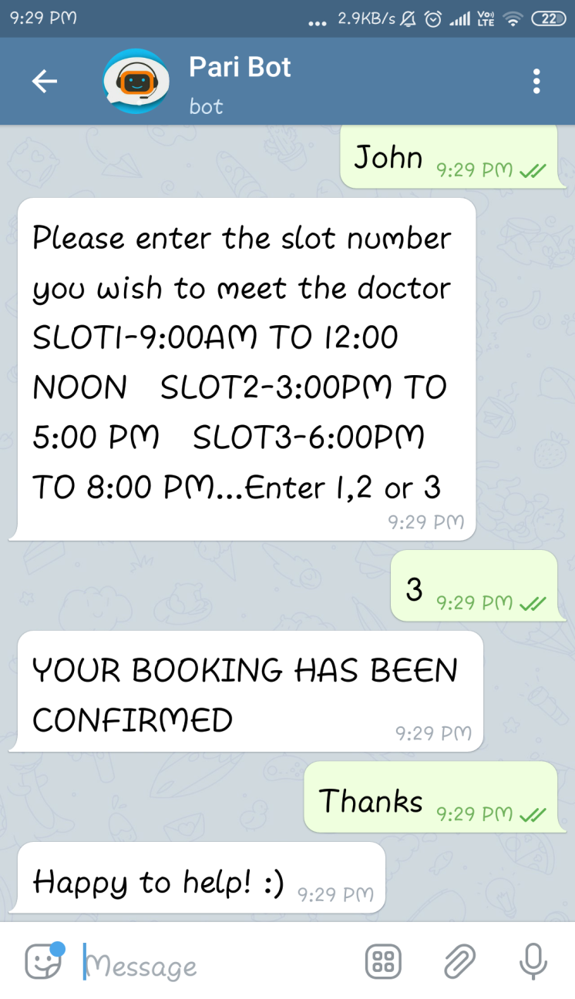 9:29 PM ... 2.9KB/s Vo)) LTE 22
Pari Bot
bot
John 9:29 PM
Please enter the slot number
you wish to meet the doctor
SLOT1-9:00AM TO 12:00
NOON SLOT2-3:00PM TO
5:00 PM SLOT3-6:00PM
TO 8:00 PM...Enter 1,2 or 3
9:29 PM
3 9:29 PM
YOUR BOOKING HAS BEEN
CONFIRMED 9:29 PM
Thanks 9:29 PM
Happy to help! :) 9:29 PM
Message